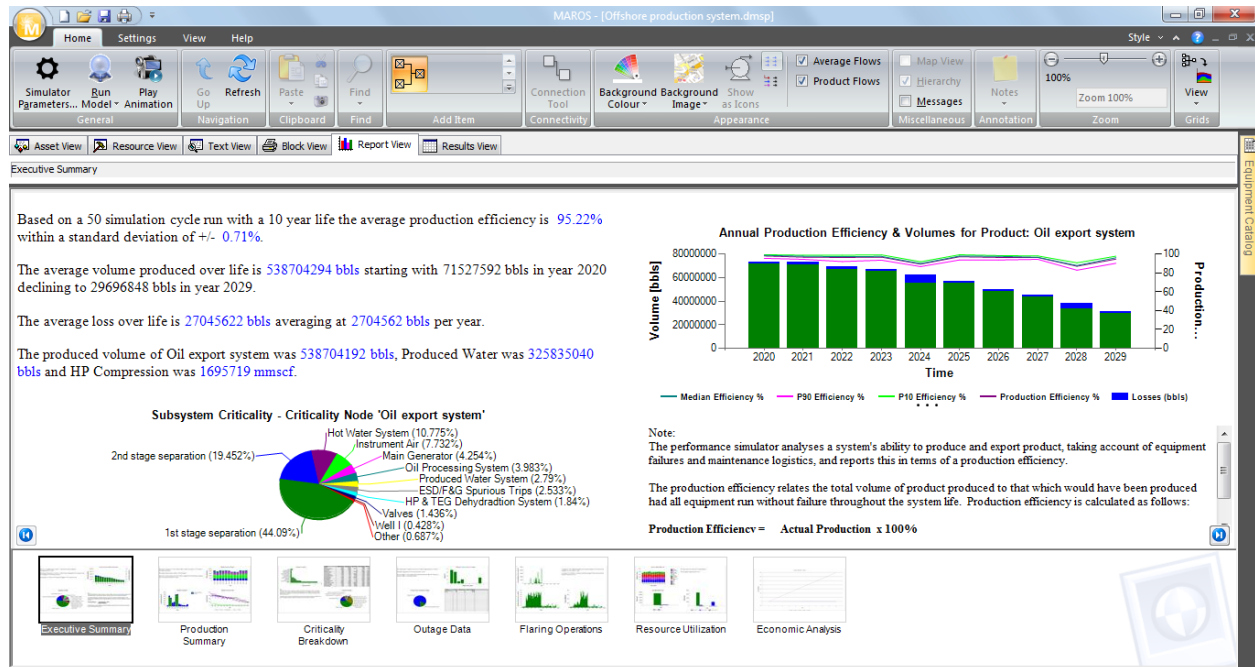 MAROS - [Offshore production system.dmsp]
Home Settings View Help
Style
Simulator Parameters...
Run Model
Play Animation
General
Go Up
Refresh
Navigation
Paste
Clipboard
Find
Find
Add Item
Connection Tool
Connectivity
Background Colour
Background Image
Show as Icons
Average Flows
Product Flows
Appearance
Map View
Hierarchy
Messages
Miscellaneous
Notes
Annotation
100%
Zoom 100%
Zoom
View
Grids
Asset View Resource View Text View Block View Report View Results View
Executive Summary
Equipment Catalog
Based on a 50 simulation cycle run with a 10 year life the average production efficiency is 95.22%
within a standard deviation of +/- 0.71%.
The average volume produced over life is 538704294 bbls starting with 71527592 bbls in year 2020
declining to 29696848 bbls in year 2029.
The average loss over life is 27045622 bbls averaging at 2704562 bbls per year.
The produced volume of Oil export system was 538704192 bbls, Produced Water was 325835040
bbls and HP Compression was 1695719 mmscf.
Subsystem Criticality - Criticality Node 'Oil export system'
Hot Water System (10.775%)
Instrument Air (7.732%)
2nd stage separation (19.452%)
Main Generator (4.254%)
Oil Processing System (3.983%)
Produced Water System (2.79%)
ESD/F&G Spurious Trips (2.533%)
HP & TEG Dehydradtion System (1.84%)
Valves (1.436%)
Well I (0.428%)
1st stage separation (44.09%)
Other (0.687%)
Annual Production Efficiency & Volumes for Product: Oil export system
Volume [bbls]
80000000
60000000
40000000
20000000
0
100
80
60
40
20
0
Production...
2020 2021 2022 2023 2024 2025 2026 2027 2028 2029
Time
Median Efficiency % P90 Efficiency % P10 Efficiency % Production Efficiency % Losses (bbls)
Note:
The performance simulator analyses a system's ability to produce and export product, taking account of equipment
failures and maintenance logistics, and reports this in terms of a production efficiency.
The production efficiency relates the total volume of product produced to that which would have been produced
had all equipment run without failure throughout the system life. Production efficiency is calculated as follows:
Production Efficiency = Actual Production x 100%
Executive Summary
Production Summary
Criticality Breakdown
Outage Data
Flaring Operations
Resource Utilization
Economic Analysis